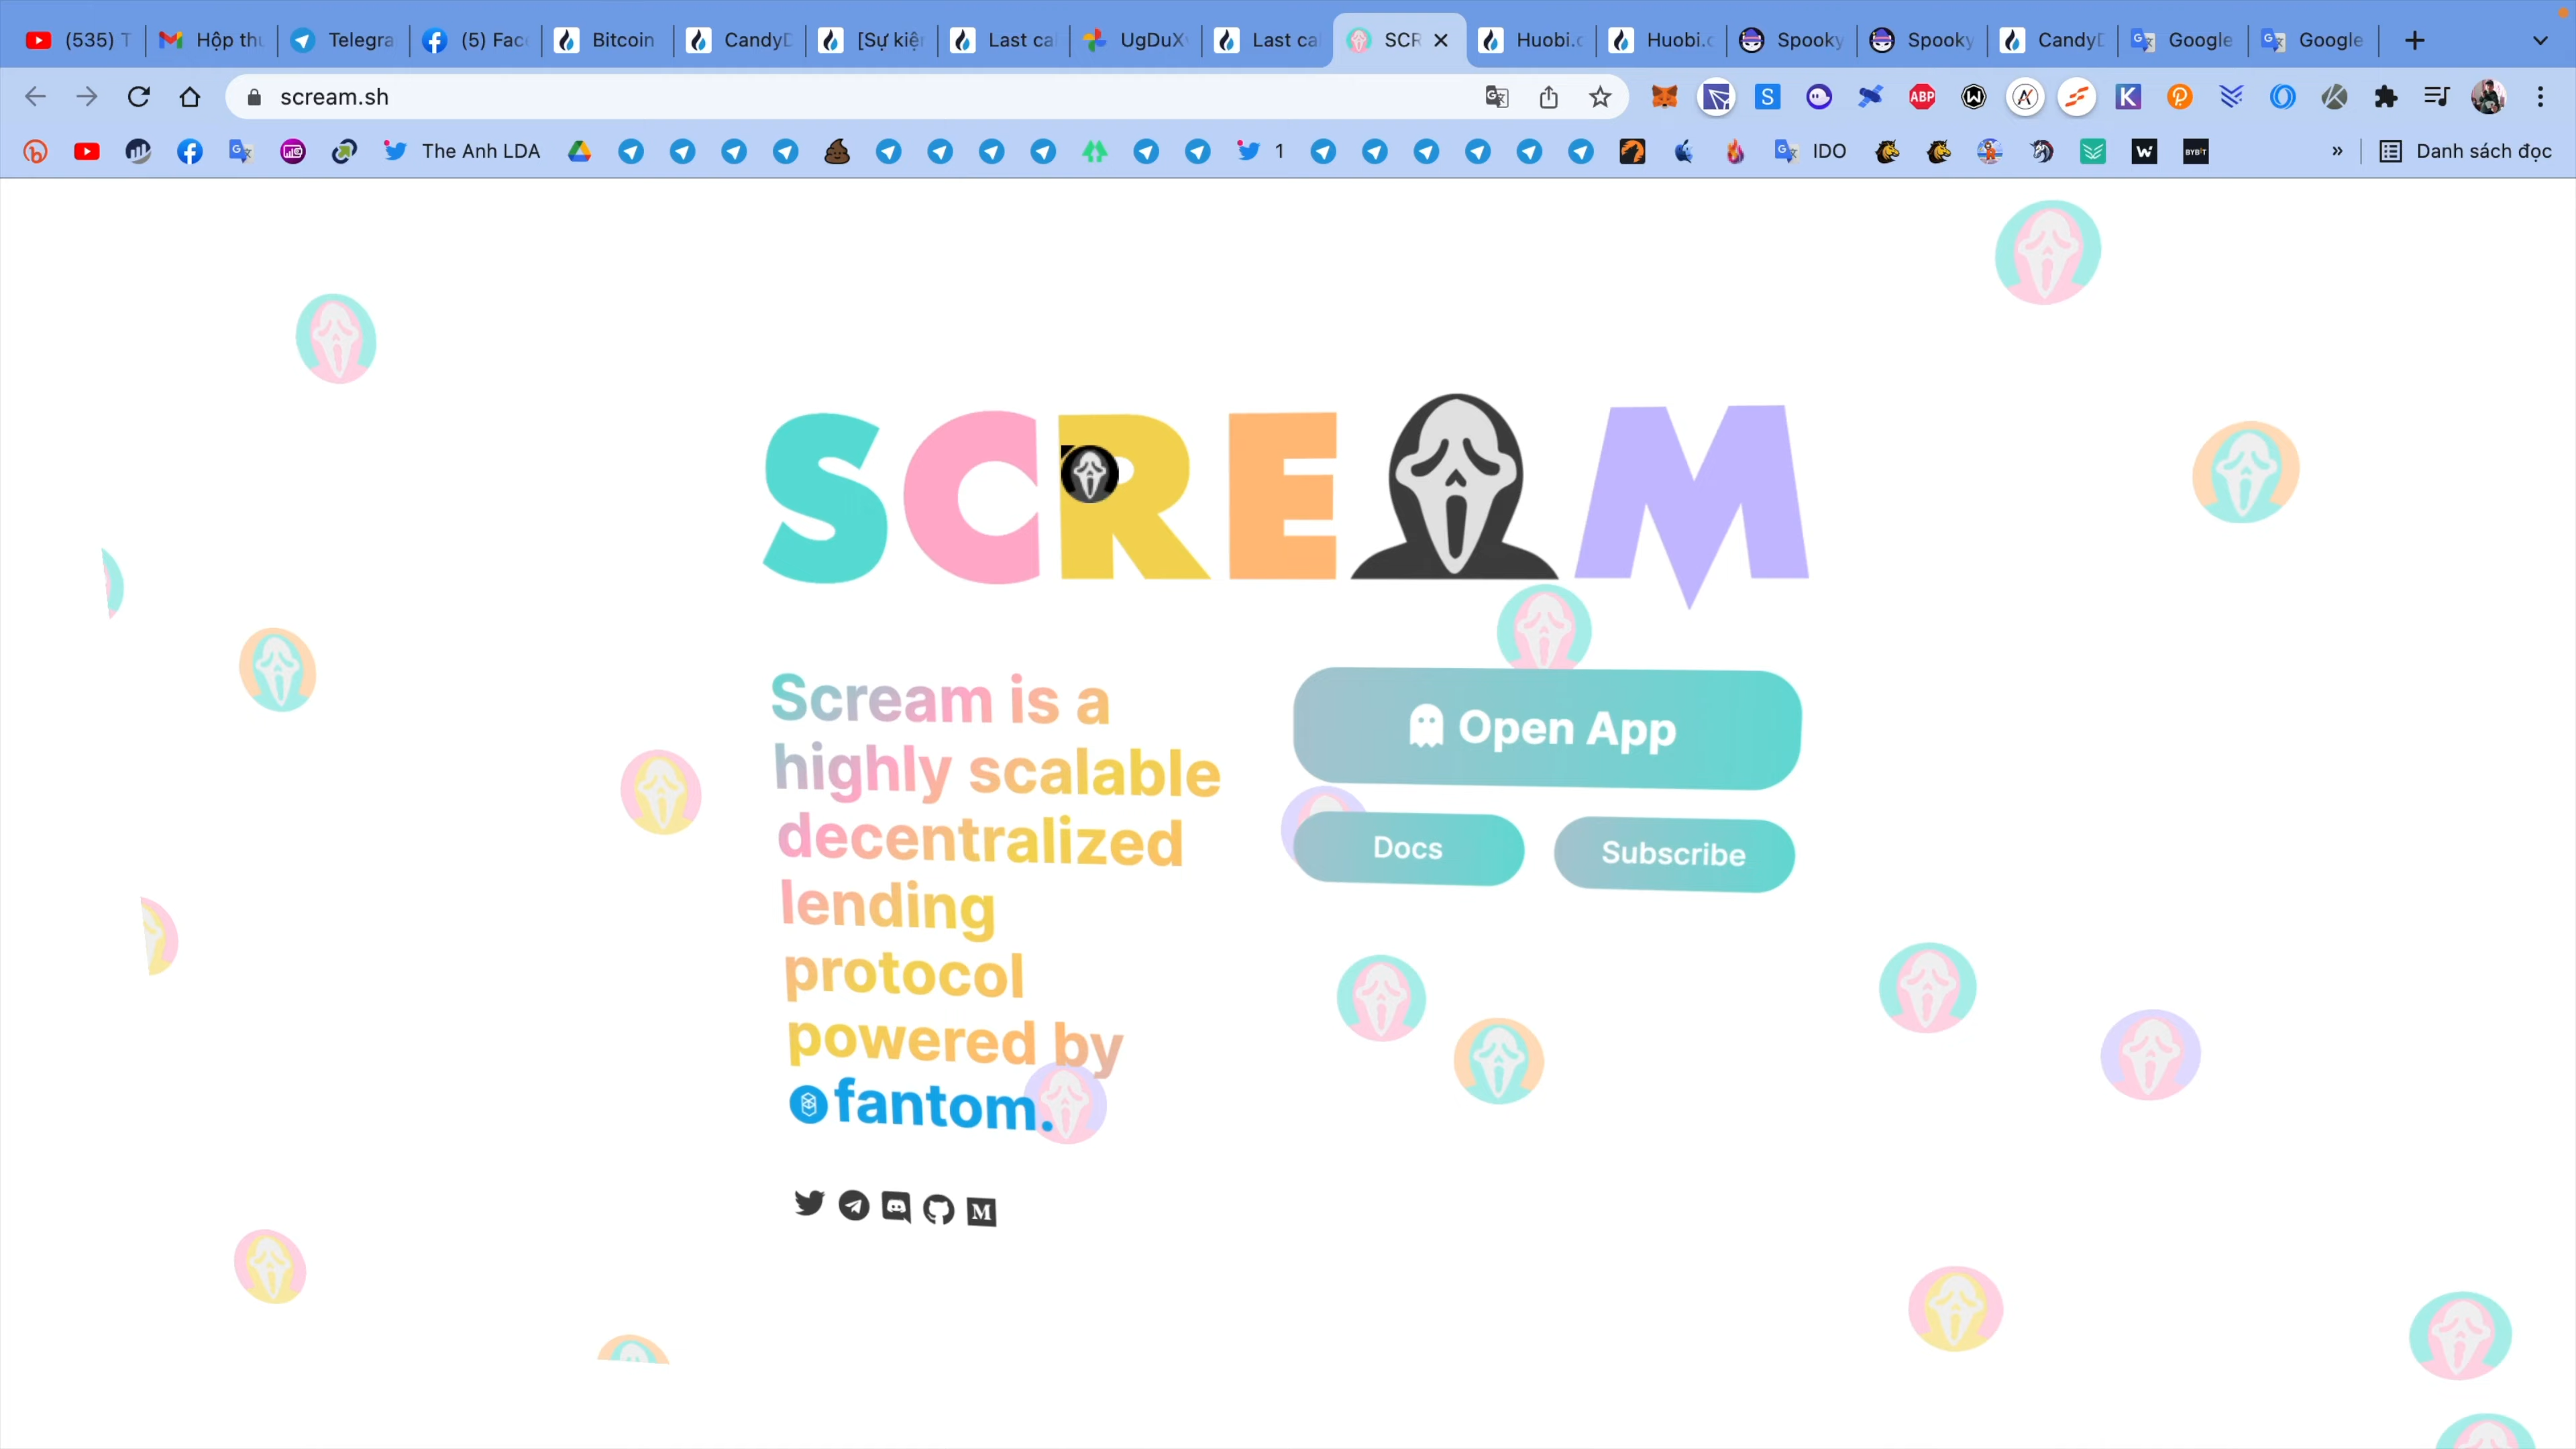 (535) T
Hộp thư
Telegra
(5) Face
Bitcoin
CandyD
[Sự kiện
Last ca
UgDuX
Last ca
SCR
Huobi.c
Huobi.c
Spooky
Spooky
CandyD
Google
Google
scream.sh
The Anh LDA
1
IDO
Danh sách đọc
SCREAM
Scream is a
highly scalable
decentralized
lending
protocol
powered by
fantom.
Open App
Docs
Subscribe